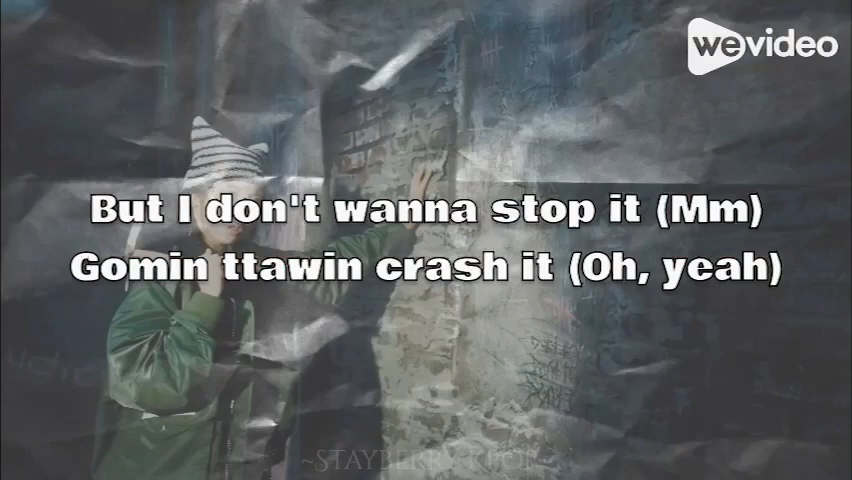 wevideo
But I don't wanna stop it (Mm)
Gomin ttawin crash it (Oh, yeah)
~Stayberry Kpop~